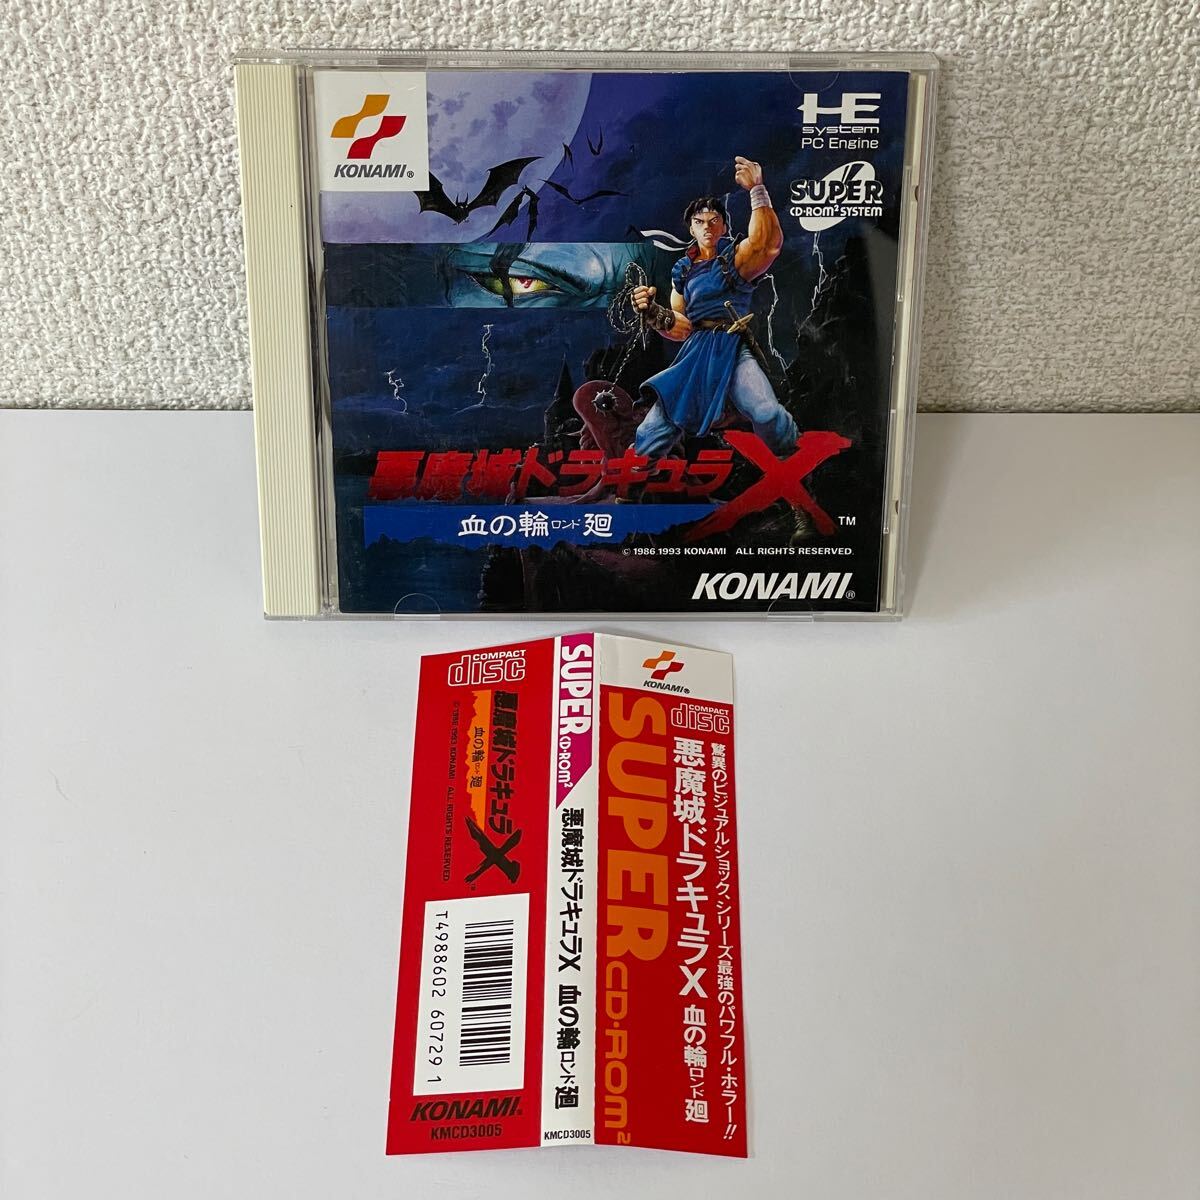 KONAMI®
HE
system
PC Engine
SUPER
CD-ROM² SYSTEM
悪魔城ドラキュラX
TM
血の輪ロンド廻
© 1986 1993 KONAMI ALL RIGHTS RESERVED.
KONAMI®
COMPACT
disc
悪魔城ドラキュラX
TM
血の輪ロンド廻
© 1986 1993 KONAMI ALL RIGHTS RESERVED.
T4988602 607291
KONAMI®
KMCD3005
SUPER CD-ROM²
悪魔城ドラキュラX 血の輪ロンド廻
KMCD3005
KONAMI®
COMPACT
disc
SUPER CD-ROM²
驚異のビジュアルショック、シリーズ最強のパワフル・ホラー!!
悪魔城ドラキュラX 血の輪ロンド廻